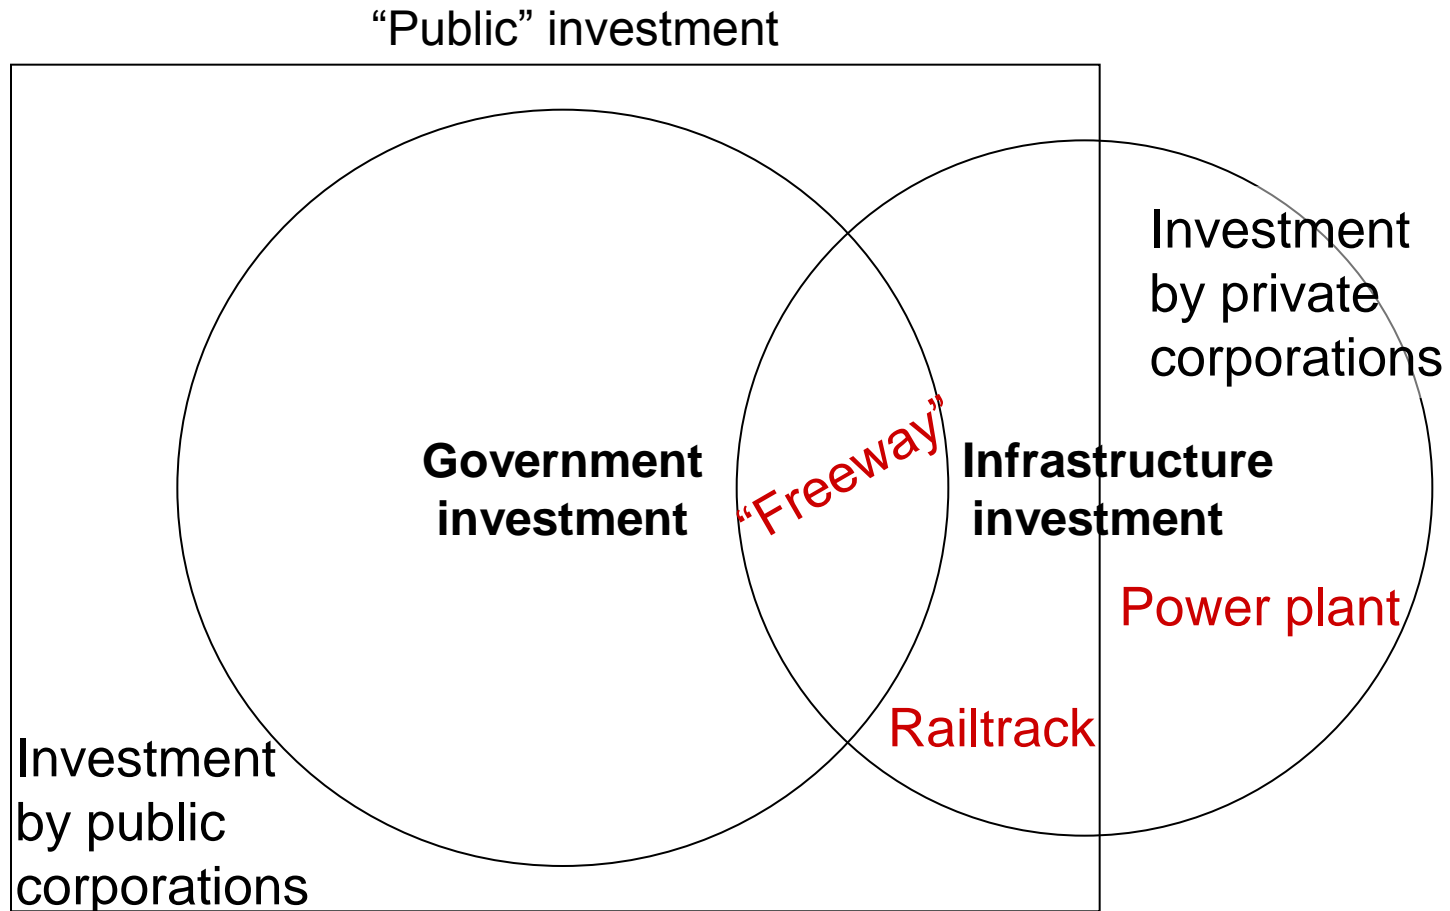 “Public” investment
Investment
by private
corporations
Government
investment
“Freeway”
Infrastructure
investment
Power plant
Railtrack
Investment
by public
corporations